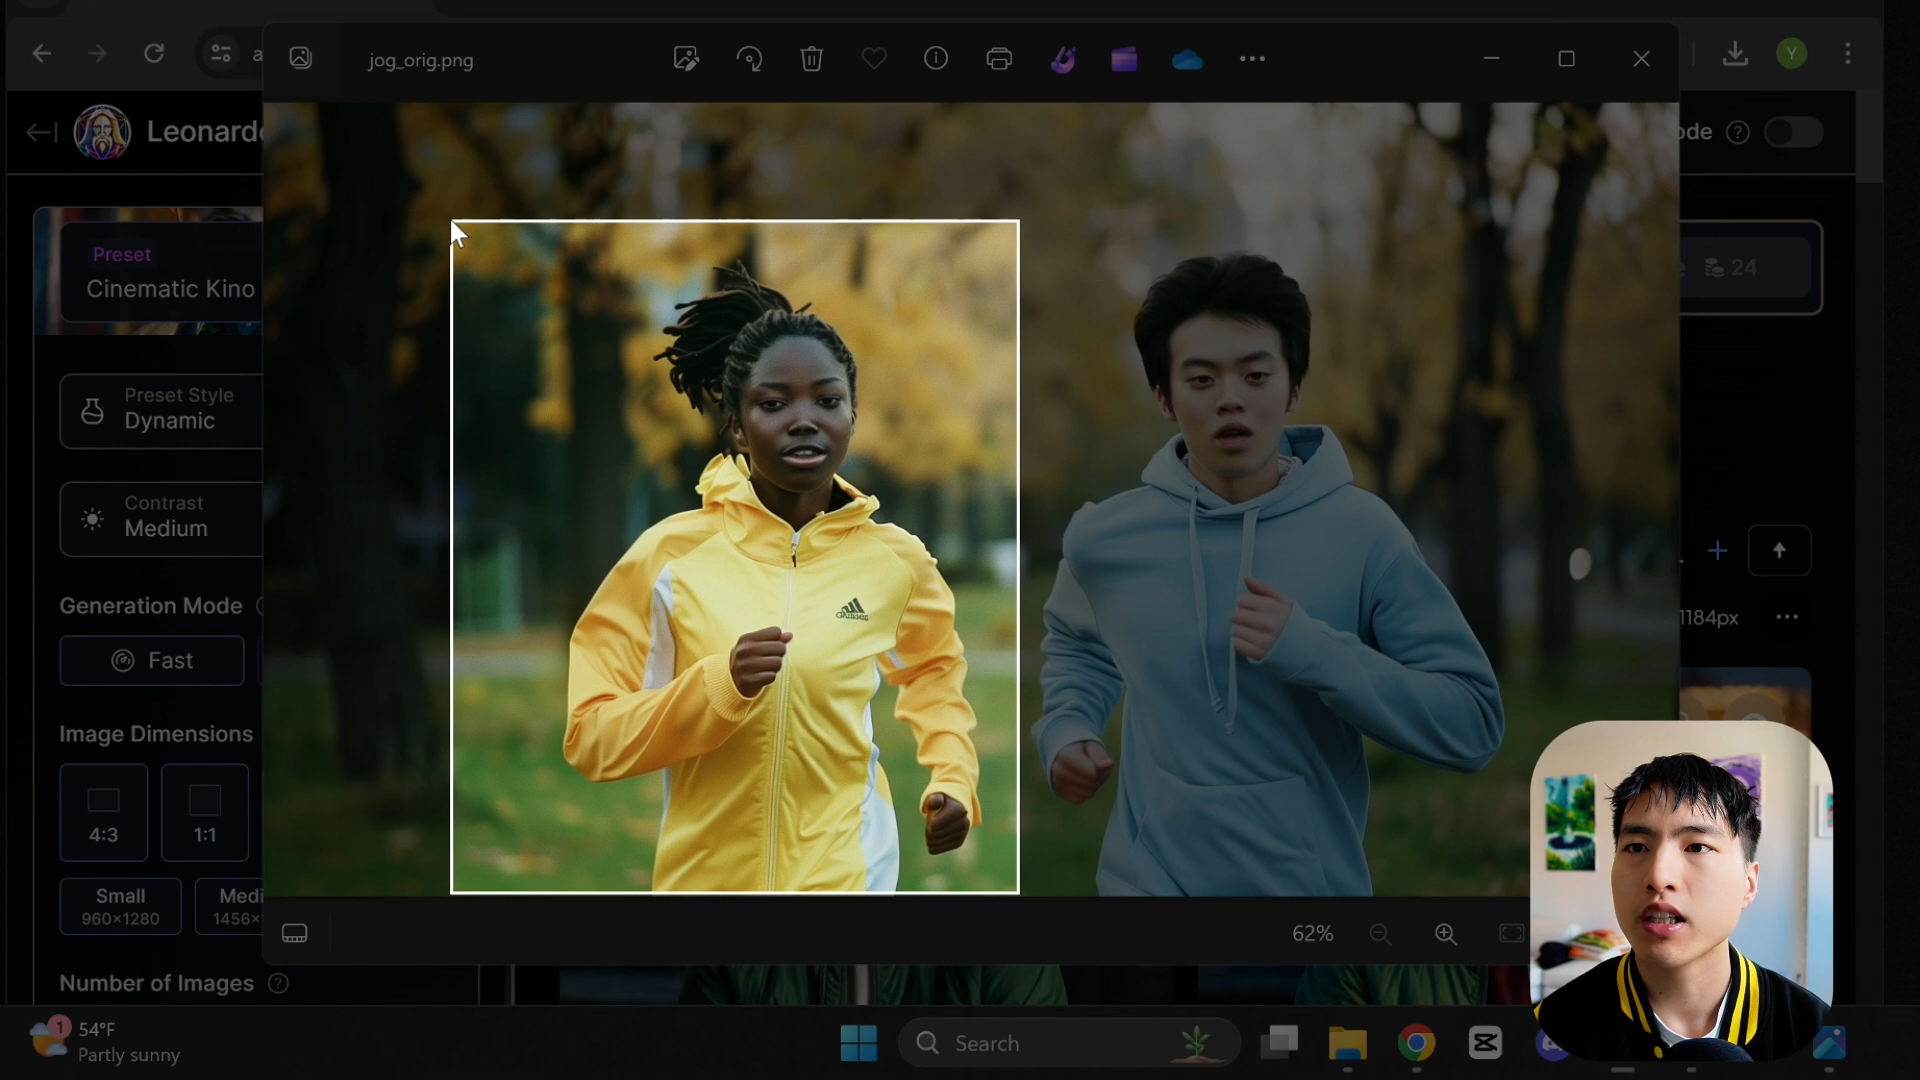 a
jog_orig.png
Y
Leonard
ode
Preset
Cinematic Kino
24
Preset Style
Dynamic
Contrast
Medium
Generation Mode
Fast
1184px
Image Dimensions
4:3
1:1
Small
960×1280
Medi
1456×
62%
Number of Images
1
54°F
Partly sunny
Search